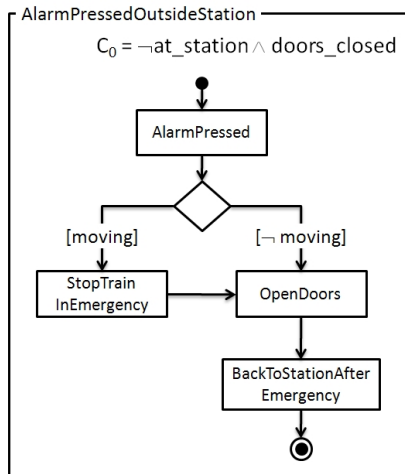 AlarmPressedOutsideStation
C₀ = ¬at_station ∧ doors_closed
AlarmPressed
[moving]
[¬ moving]
StopTrain
InEmergency
OpenDoors
BackToStationAfter
Emergency